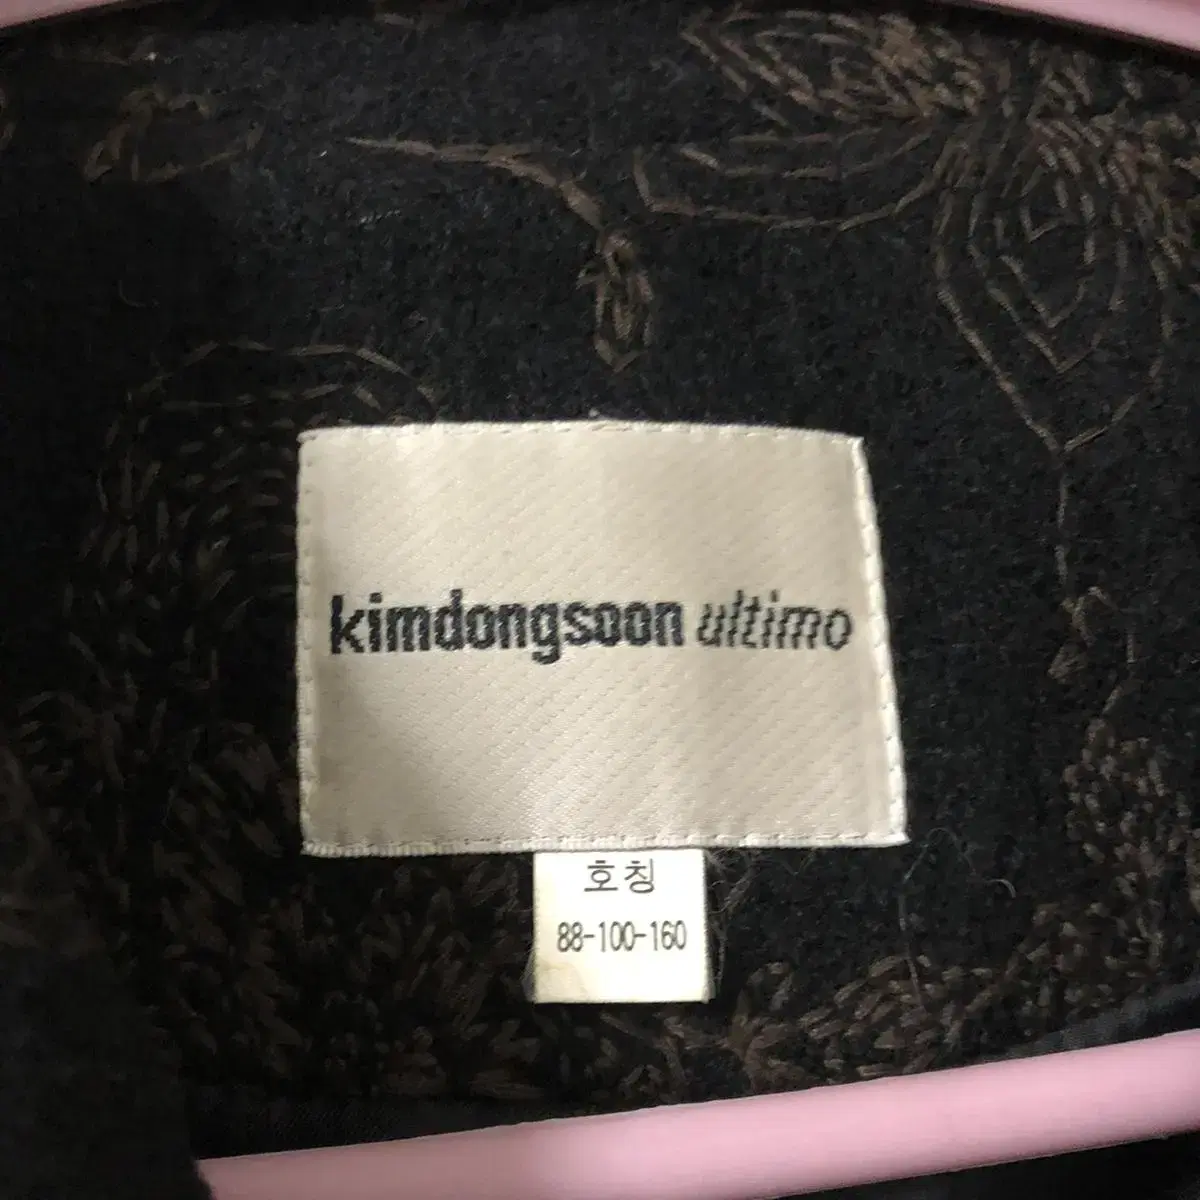 kimdongsoon ultimo
호칭
88-100-160